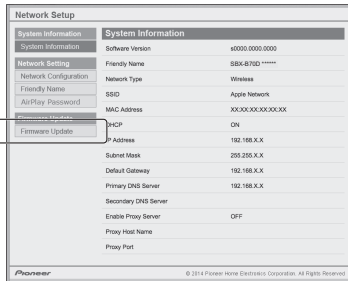 Network Setup
System Information
System Information
Network Setting
Network Configuration
Friendly Name
AirPlay Password
Firmware Update
Firmware Update
System Information
Software Version s0000.0000.0000
Friendly Name SBX-B70D ******
Network Type Wireless
SSID Apple Network
MAC Address XX:XX:XX:XX:XX:XX
DHCP ON
IP Address 192.168.X.X
Subnet Mask 255.255.X.X
Default Gateway 192.168.X.X
Primary DNS Server 192.168.X.X
Secondary DNS Server
Enable Proxy Server OFF
Proxy Host Name
Proxy Port
Pioneer © 2014 Pioneer Home Electronics Corporation. All Rights Reserved